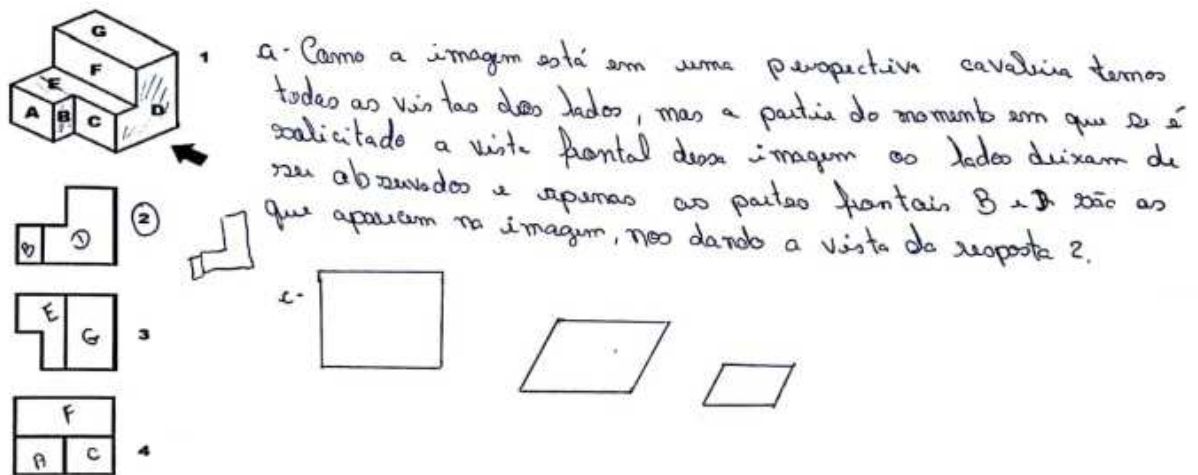 G
F
E
A B C D
1
a- Como a imagem está em uma perspectiva cavaleira temos
todas as vistas dos lados, mas a partir do momento em que se é
solicitado a vista frontal dessa imagem os lados deixam de
ser observados e apenas as partes frontais B e D são as
que aparecem na imagem, nos dando a vista da resposta 2.
B D 2
c-
E G 3
F
A C 4